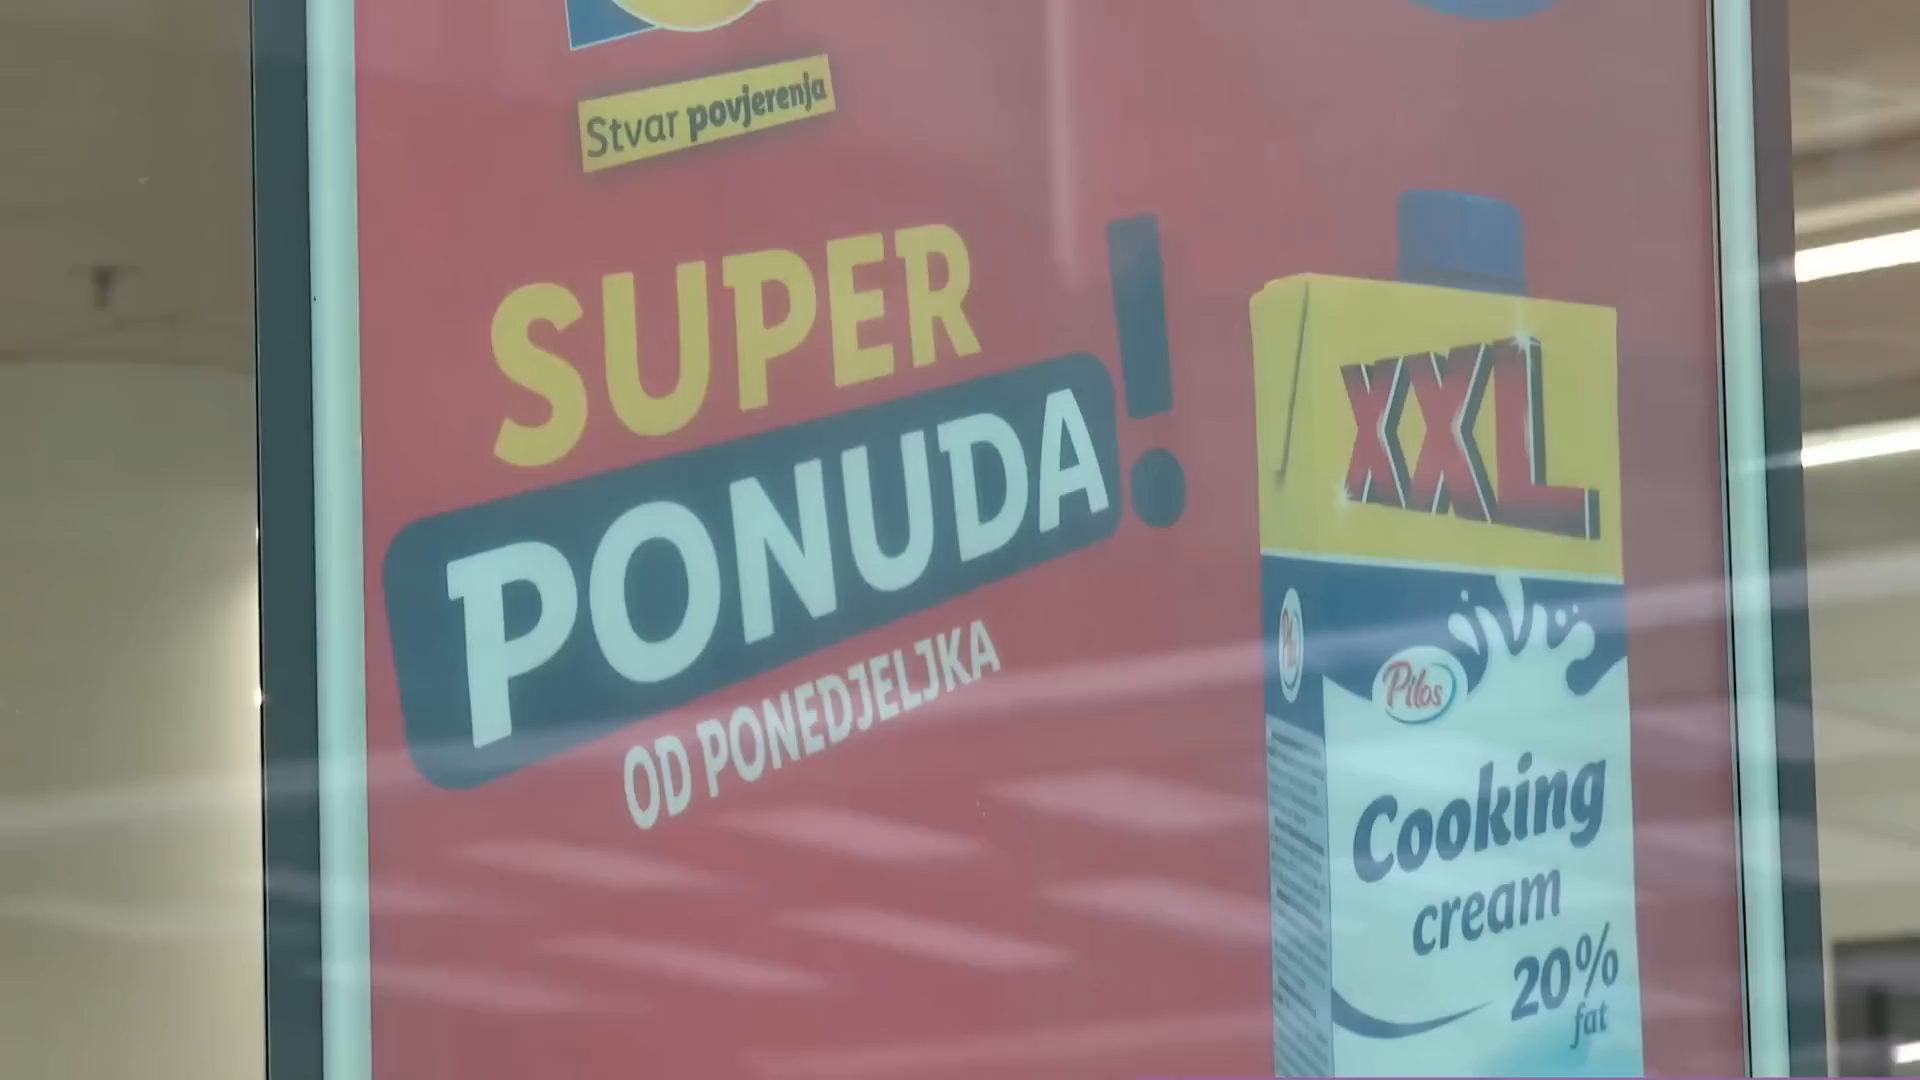 Stvar povjerenja
SUPER
PONUDA!
OD PONEDJELJKA
XXL
Pilos
Cooking
cream
20%
fat